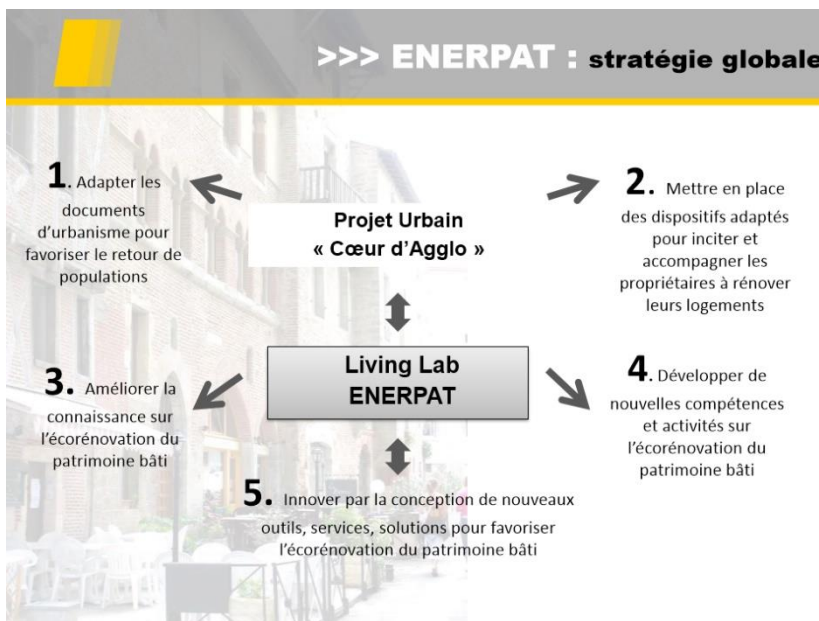 >>> ENERPAT : stratégie globale
1. Adapter les
documents
d'urbanisme pour
favoriser le retour de
populations
Projet Urbain
« Cœur d'Agglo »
2. Mettre en place
des dispositifs adaptés
pour inciter et
accompagner les
propriétaires à rénover
leurs logements
Living Lab
ENERPAT
3. Améliorer la
connaissance sur
l'écorénovation du
patrimoine bâti
4. Développer de
nouvelles compétences
et activités sur
l'écorénovation du
patrimoine bâti
5. Innover par la conception de nouveaux
outils, services, solutions pour favoriser
l'écorénovation du patrimoine bâti